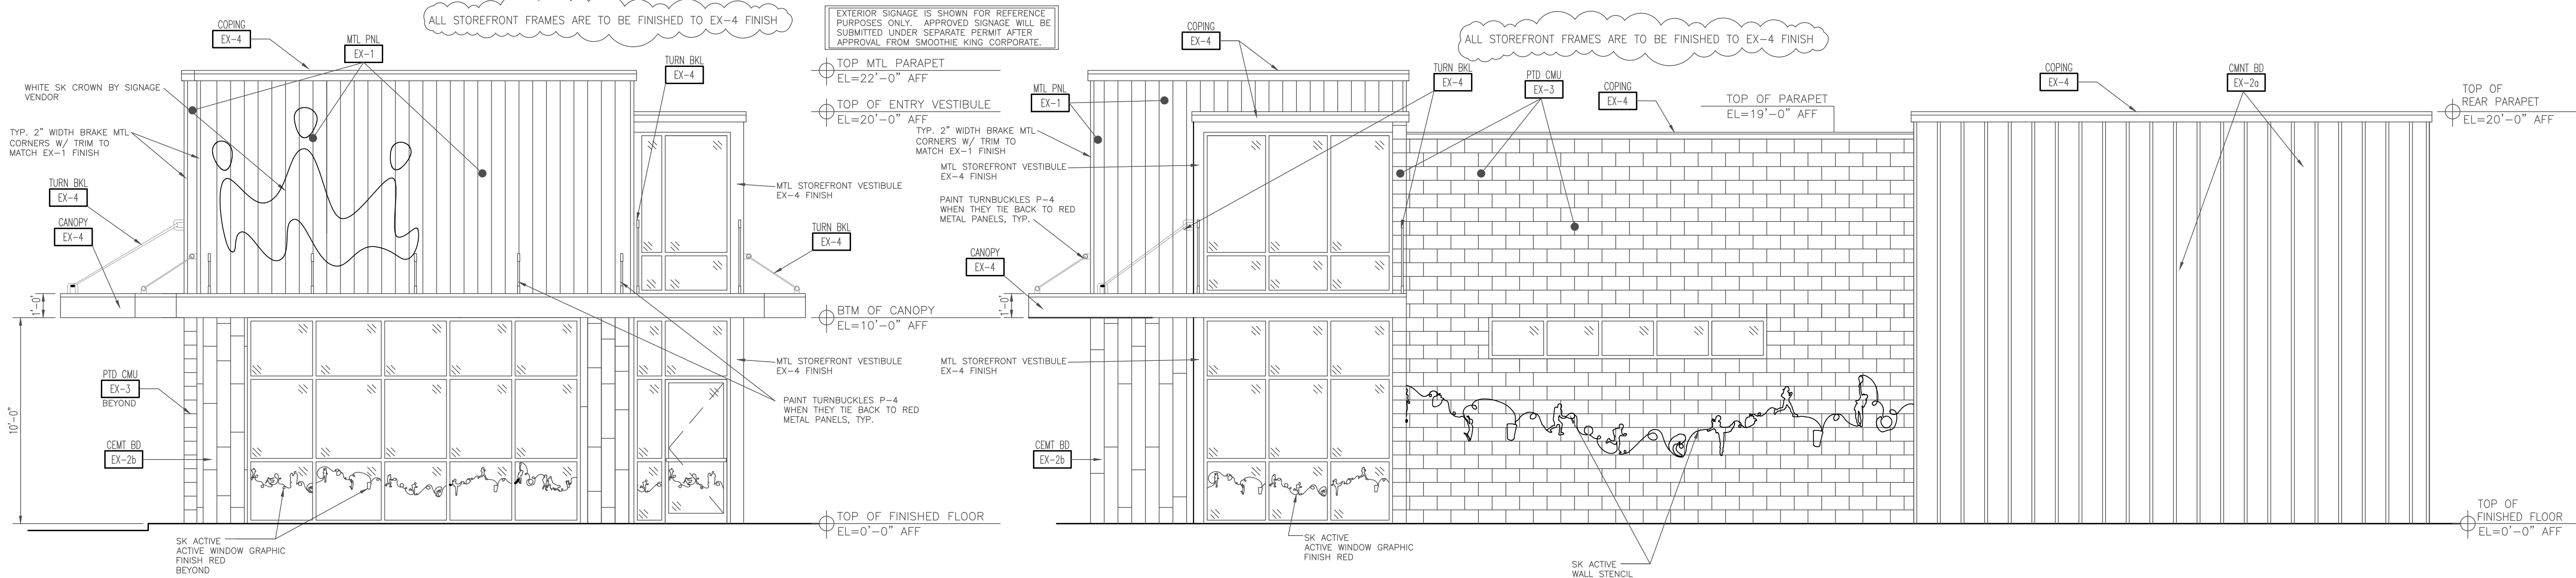 ALL STOREFRONT FRAMES ARE TO BE FINISHED TO EX-4 FINISH
EXTERIOR SIGNAGE IS SHOWN FOR REFERENCE
PURPOSES ONLY.  APPROVED SIGNAGE WILL BE
SUBMITTED UNDER SEPARATE PERMIT AFTER
APPROVAL FROM SMOOTHIE KING CORPORATE.
COPING
EX-4
MTL PNL
EX-1
TURN BKL
EX-4
WHITE SK CROWN BY SIGNAGE
VENDOR
TYP. 2" WIDTH BRAKE MTL
CORNERS W/ TRIM TO
MATCH EX-1 FINISH
TURN BKL
EX-4
CANOPY
EX-4
1'-0"
10'-0"
PTD CMU
EX-3
BEYOND
CEMT BD
EX-2b
SK ACTIVE
ACTIVE WINDOW GRAPHIC
FINISH RED
BEYOND
MTL STOREFRONT VESTIBULE
EX-4 FINISH
TURN BKL
EX-4
MTL STOREFRONT VESTIBULE
EX-4 FINISH
PAINT TURNBUCKLES P-4
WHEN THEY TIE BACK TO RED
METAL PANELS, TYP.
TOP MTL PARAPET
EL=22'-0" AFF
TOP OF ENTRY VESTIBULE
EL=20'-0" AFF
BTM OF CANOPY
EL=10'-0" AFF
TOP OF FINISHED FLOOR
EL=0'-0" AFF
COPING
EX-4
MTL PNL
EX-1
TYP. 2" WIDTH BRAKE MTL
CORNERS W/ TRIM TO
MATCH EX-1 FINISH
MTL STOREFRONT VESTIBULE
EX-4 FINISH
PAINT TURNBUCKLES P-4
WHEN THEY TIE BACK TO RED
METAL PANELS, TYP.
CANOPY
EX-4
1'-0"
MTL STOREFRONT VESTIBULE
EX-4 FINISH
CEMT BD
EX-2b
SK ACTIVE
ACTIVE WINDOW GRAPHIC
FINISH RED
ALL STOREFRONT FRAMES ARE TO BE FINISHED TO EX-4 FINISH
TURN BKL
EX-4
PTD CMU
EX-3
COPING
EX-4
TOP OF PARAPET
EL=19'-0" AFF
SK ACTIVE
WALL STENCIL
COPING
EX-4
CMNT BD
EX-2a
TOP OF
REAR PARAPET
EL=20'-0" AFF
TOP OF
FINISHED FLOOR
EL=0'-0" AFF